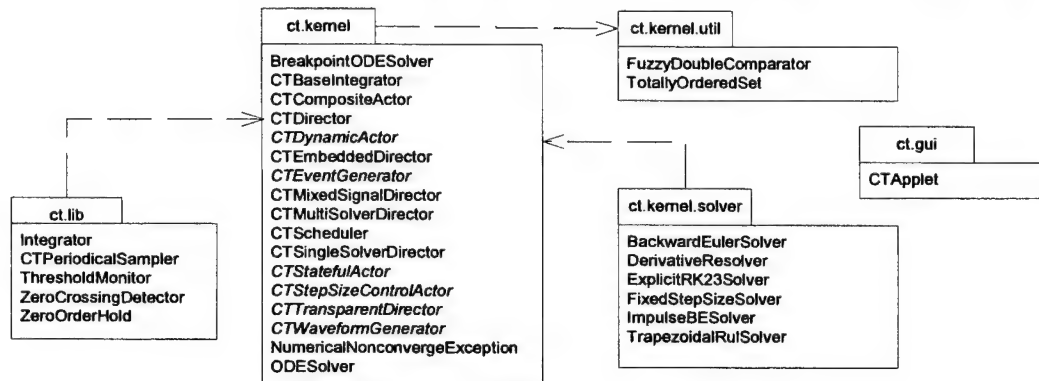 ct.kernel
BreakpointODESolver
CTBaseIntegrator
CTCompositeActor
CTDirector
CTDynamicActor
CTEmbeddedDirector
CTEventGenerator
CTMixedSignalDirector
CTMultiSolverDirector
CTScheduler
CTSingleSolverDirector
CTStatefulActor
CTStepSizeControlActor
CTTransparentDirector
CTWaveformGenerator
NumericalNonconvergeException
ODESolver
ct.kernel.util
FuzzyDoubleComparator
TotallyOrderedSet
ct.gui
CTApplet
ct.lib
Integrator
CTPeriodicalSampler
ThresholdMonitor
ZeroCrossingDetector
ZeroOrderHold
ct.kernel.solver
BackwardEulerSolver
DerivativeResolver
ExplicitRK23Solver
FixedStepSizeSolver
ImpulseBESolver
TrapezoidalRulSolver